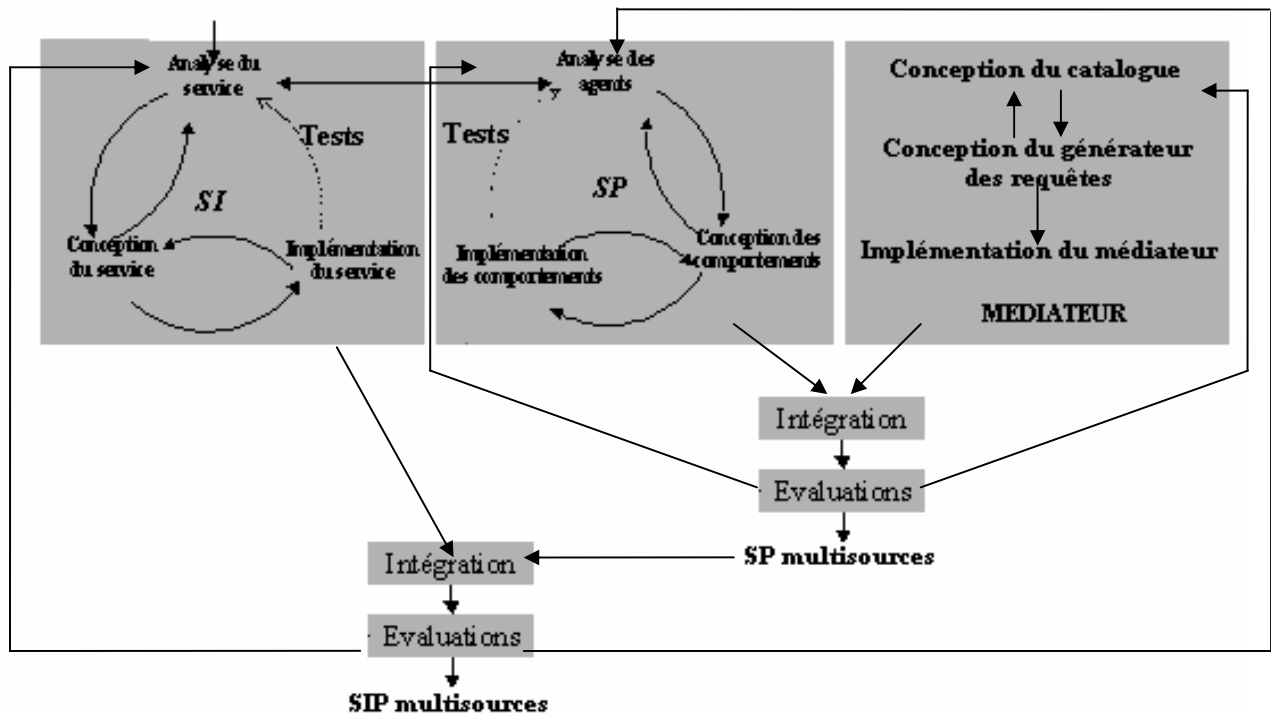 Analyse du
service
Tests
SI
Conception
du service
Implémentation
du service
Analyse des
agents
Tests
SP
Implémentation
des comportements
Conception des
comportements
Conception du catalogue
Conception du générateur
des requêtes
Implémentation du médiateur
MEDIATEUR
Intégration
Evaluations
SP multisources
Intégration
Evaluations
SIP multisources